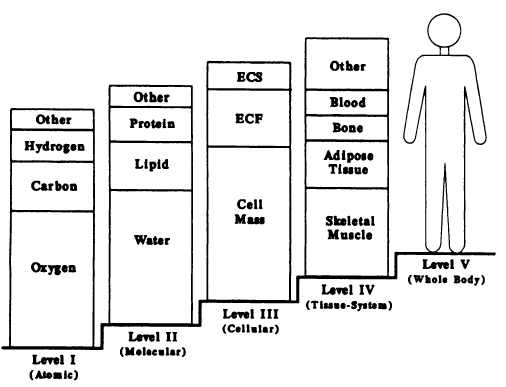 Other
Hydrogen
Carbon
Oxygen
Level I
(Atomic)
Other
Protein
Lipid
Water
Level II
(Molecular)
ECS
ECF
Cell
Mass
Level III
(Cellular)
Other
Blood
Bone
Adipose
Tissue
Skeletal
Muscle
Level IV
(Tissue-System)
Level V
(Whole Body)